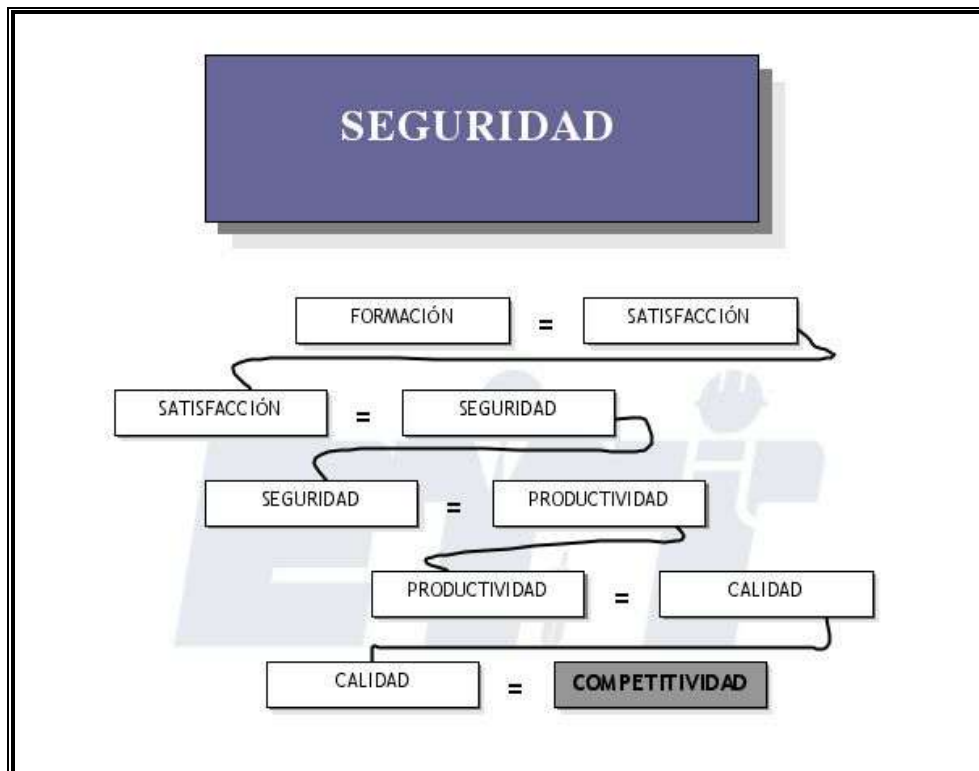 SEGURIDAD
FORMACIÓN = SATISFACCIÓN
SATISFACCIÓN = SEGURIDAD
SEGURIDAD = PRODUCTIVIDAD
PRODUCTIVIDAD = CALIDAD
CALIDAD = COMPETITIVIDAD